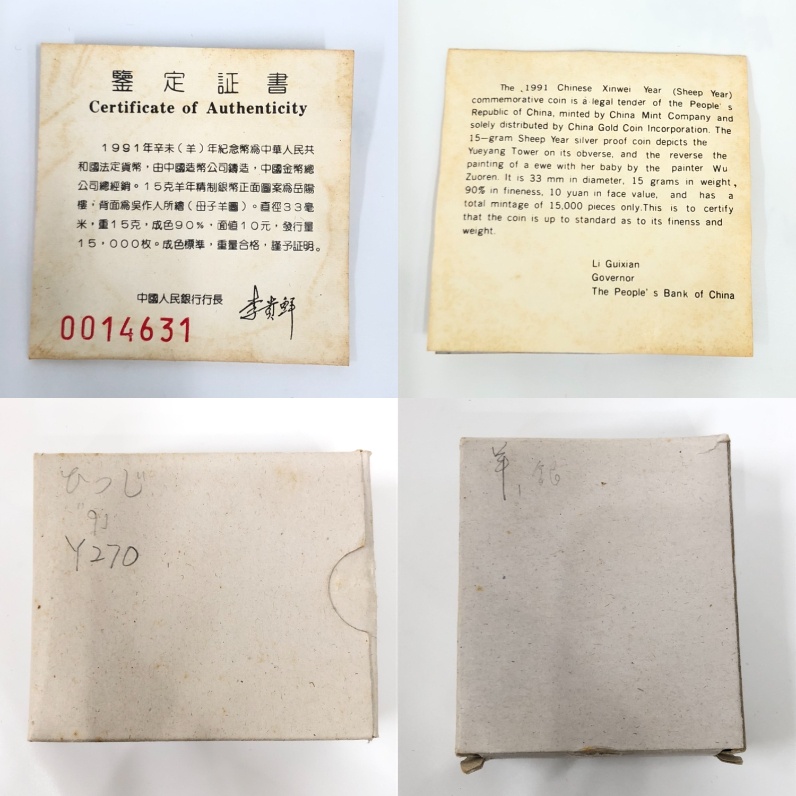 鑒定証書
Certificate of Authenticity
1991年辛未(羊)年紀念幣為中華人民共
和國法定貨幣,由中國造幣公司鑄造,中國金幣總
公司總經銷。15克羊年精制銀幣正面圖案為岳陽
樓,背面為吳作人所繪(母子羊圖)。直徑33毫
米,重15克,成色90%,面值10元,發行量
15,000枚。成色標準,重量合格,謹予証明。
中國人民銀行行長 李貴鮮
0014631
The 1991 Chinese Xinwei Year (Sheep Year)
commemorative coin is a legal tender of the People's
Republic of China, minted by China Mint Company and
solely distributed by China Gold Coin Incorporation. The
15-gram Sheep Year silver proof coin depicts the
Yueyang Tower on its obverse, and the reverse the
painting of a ewe with her baby by the painter Wu
Zuoren. It is 33 mm in diameter, 15 grams in weight,
90% in fineness, 10 yuan in face value, and has a
total mintage of 15,000 pieces only.This is to certify
that the coin is up to standard as to its finenss and
weight.
Li Guixian
Governor
The People's Bank of China
ひつじ
'91
¥270
羊,銀